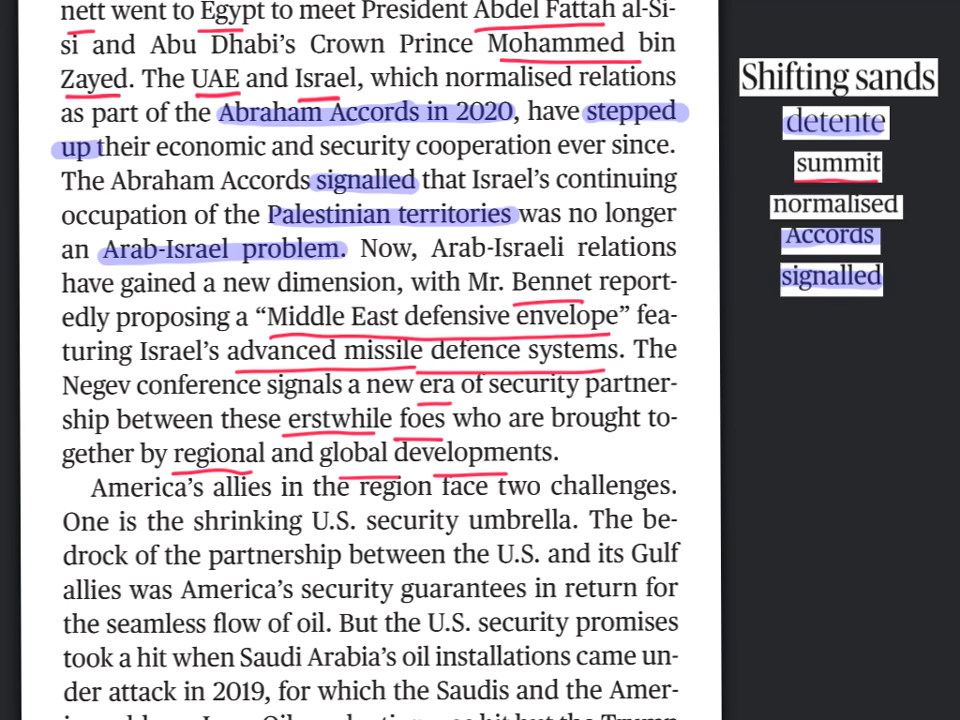 nett went to Egypt to meet President Abdel Fattah al-Si-
si and Abu Dhabi's Crown Prince Mohammed bin
Zayed. The UAE and Israel, which normalised relations
as part of the Abraham Accords in 2020, have stepped
up their economic and security cooperation ever since.
The Abraham Accords signalled that Israel's continuing
occupation of the Palestinian territories was no longer
an Arab-Israel problem. Now, Arab-Israeli relations
have gained a new dimension, with Mr. Bennet report-
edly proposing a “Middle East defensive envelope” fea-
turing Israel's advanced missile defence systems. The
Negev conference signals a new era of security partner-
ship between these erstwhile foes who are brought to-
gether by regional and global developments.
America's allies in the region face two challenges.
One is the shrinking U.S. security umbrella. The be-
drock of the partnership between the U.S. and its Gulf
allies was America's security guarantees in return for
the seamless flow of oil. But the U.S. security promises
took a hit when Saudi Arabia's oil installations came un-
der attack in 2019, for which the Saudis and the Amer-
Shifting sands
detente
summit
normalised
Accords
signalled